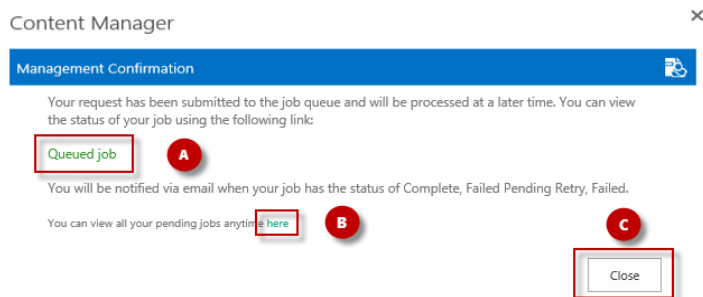 Content Manager
Management Confirmation
Your request has been submitted to the job queue and will be processed at a later time. You can view
the status of your job using the following link:
Queued job
A
You will be notified via email when your job has the status of Complete, Failed Pending Retry, Failed.
You can view all your pending jobs anytime here
B
C
Close